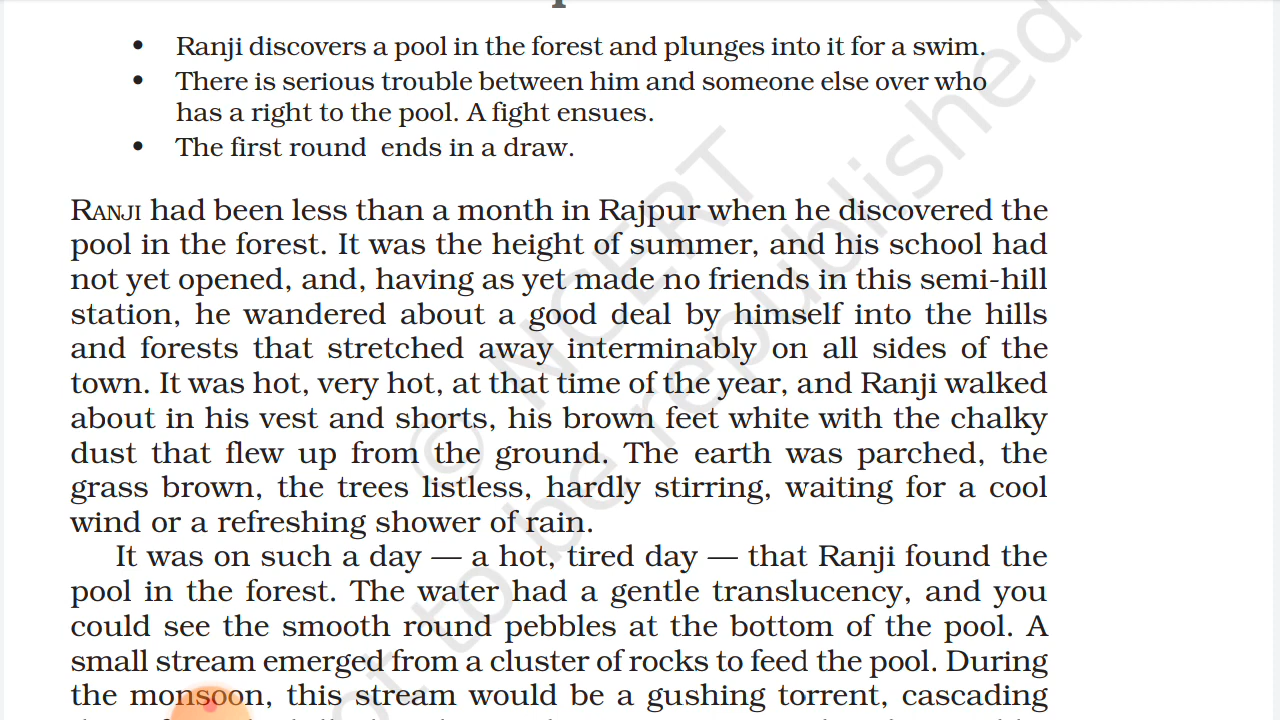 • Ranji discovers a pool in the forest and plunges into it for a swim.
• There is serious trouble between him and someone else over who
has a right to the pool. A fight ensues.
• The first round ends in a draw.
RANJI had been less than a month in Rajpur when he discovered the
pool in the forest. It was the height of summer, and his school had
not yet opened, and, having as yet made no friends in this semi-hill
station, he wandered about a good deal by himself into the hills
and forests that stretched away interminably on all sides of the
town. It was hot, very hot, at that time of the year, and Ranji walked
about in his vest and shorts, his brown feet white with the chalky
dust that flew up from the ground. The earth was parched, the
grass brown, the trees listless, hardly stirring, waiting for a cool
wind or a refreshing shower of rain.
It was on such a day — a hot, tired day — that Ranji found the
pool in the forest. The water had a gentle translucency, and you
could see the smooth round pebbles at the bottom of the pool. A
small stream emerged from a cluster of rocks to feed the pool. During
the monsoon, this stream would be a gushing torrent, cascading
© NCERT
not to be republished